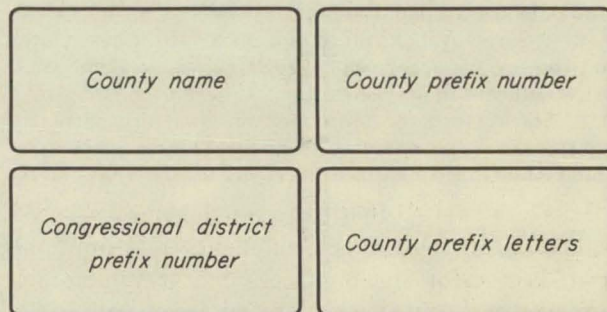 County name
County prefix number
Congressional district
prefix number
County prefix letters